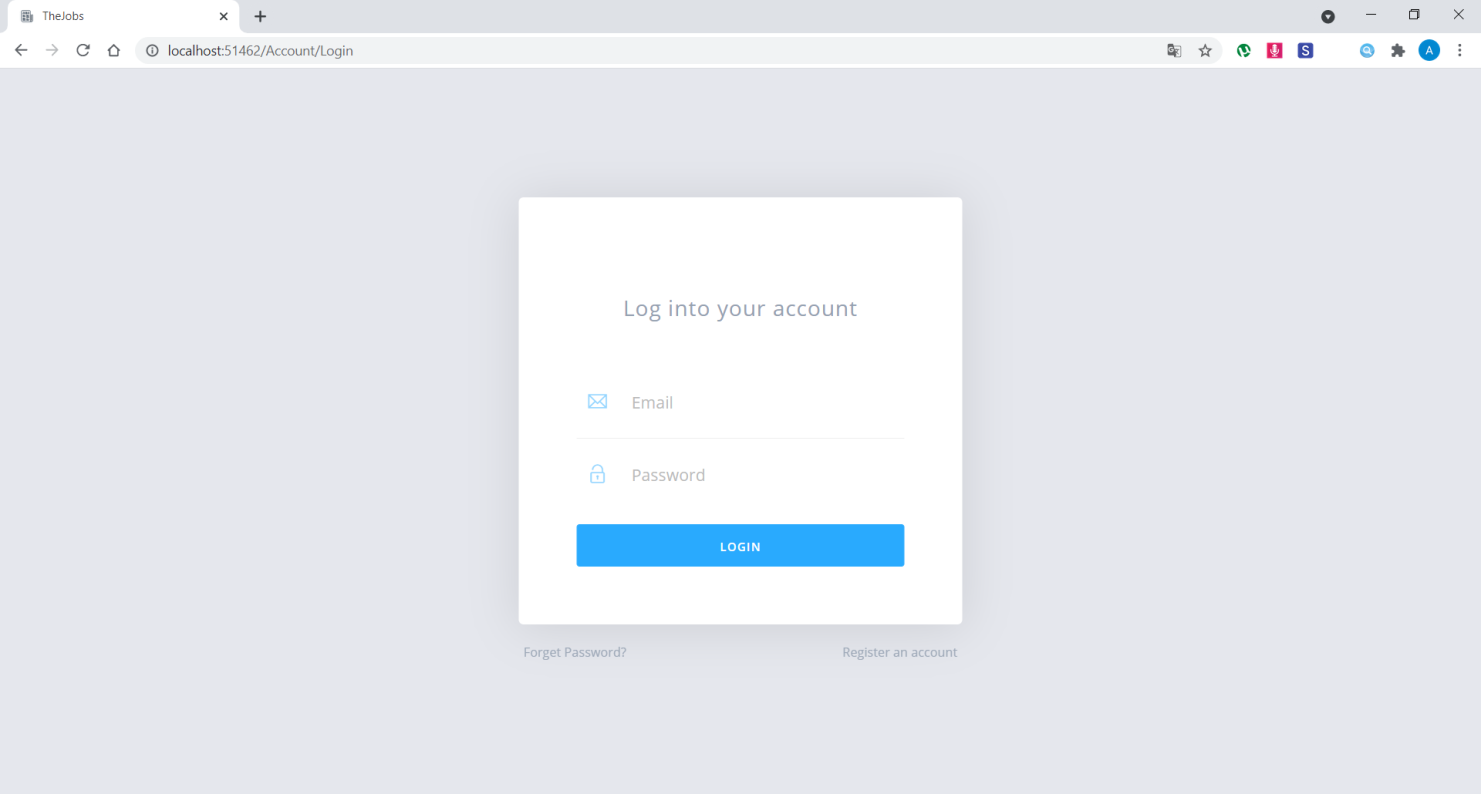 TheJobs
localhost:51462/Account/Login
S
A
Log into your account
Email
Password
LOGIN
Forget Password?
Register an account